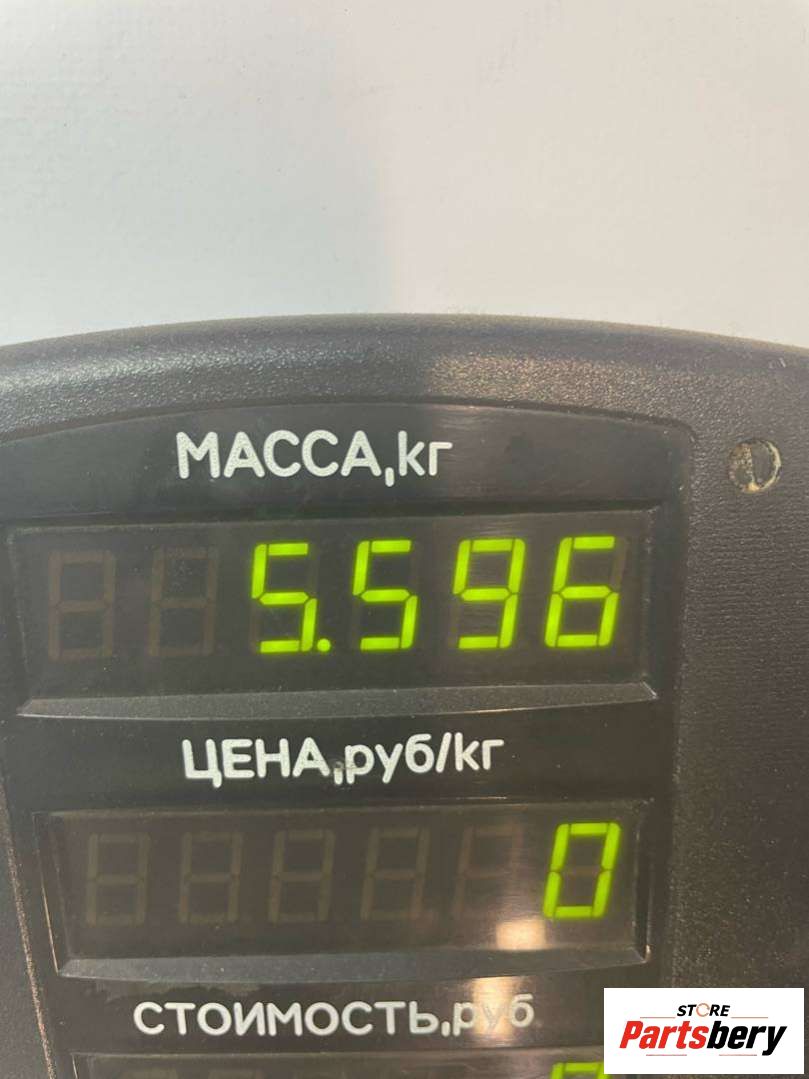 МАССА,кг
5.596
ЦЕНА,руб/кг
0
СТОИМОСТЬ,руб
STORE
Partsbery